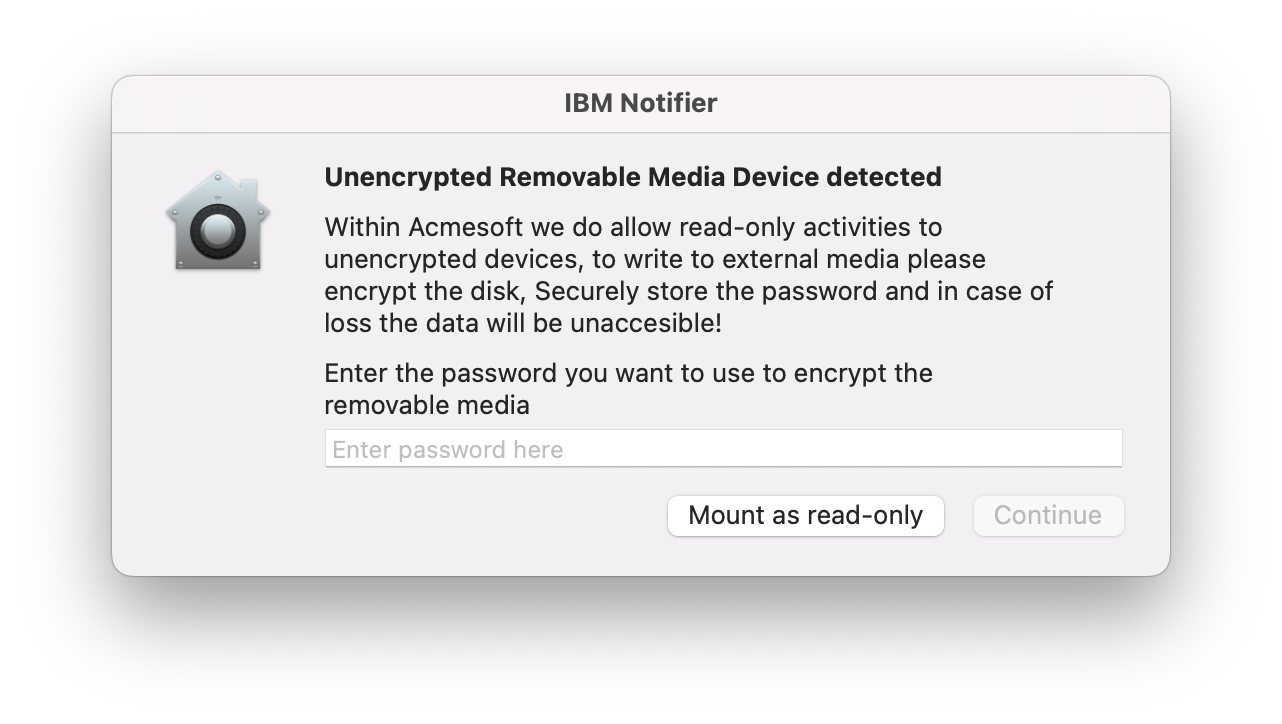 IBM Notifier
Unencrypted Removable Media Device detected
Within Acmesoft we do allow read-only activities to
unencrypted devices, to write to external media please
encrypt the disk, Securely store the password and in case of
loss the data will be unaccesible!
Enter the password you want to use to encrypt the
removable media
Enter password here
Mount as read-only
Continue